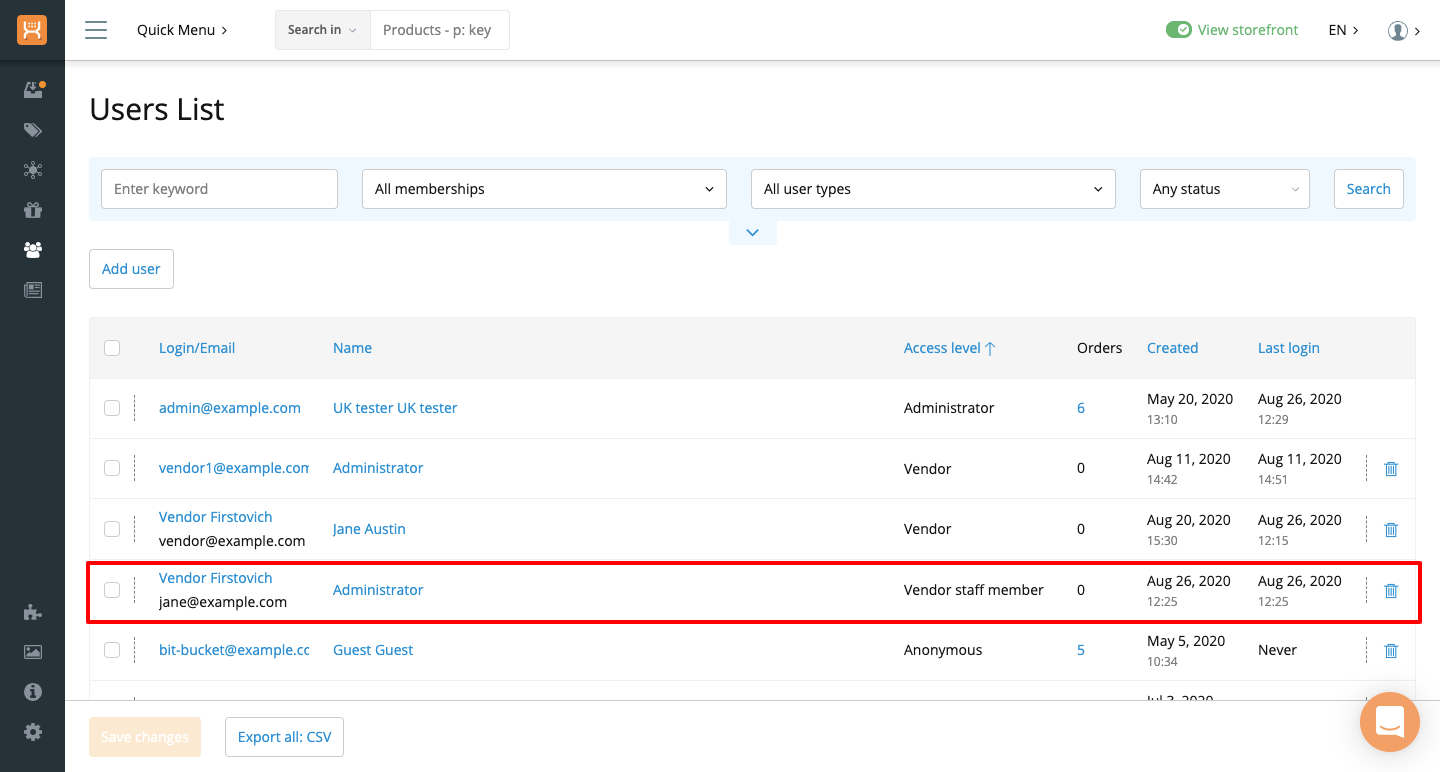 Quick Menu
Search in
Products - p: key
View storefront
EN
Users List
Enter keyword
All memberships
All user types
Any status
Search
Add user
Login/Email
Name
Access level
Orders
Created
Last login
admin@example.com
UK tester UK tester
Administrator
6
May 20, 2020
13:10
Aug 26, 2020
12:29
vendor1@example.com
Administrator
Vendor
0
Aug 11, 2020
14:42
Aug 11, 2020
14:51
Vendor Firstovich
vendor@example.com
Jane Austin
Vendor
0
Aug 20, 2020
15:30
Aug 26, 2020
12:15
Vendor Firstovich
jane@example.com
Administrator
Vendor staff member
0
Aug 26, 2020
12:25
Aug 26, 2020
12:25
bit-bucket@example.cc
Guest Guest
Anonymous
5
May 5, 2020
10:34
Never
Jul 3, 2020
Save changes
Export all: CSV